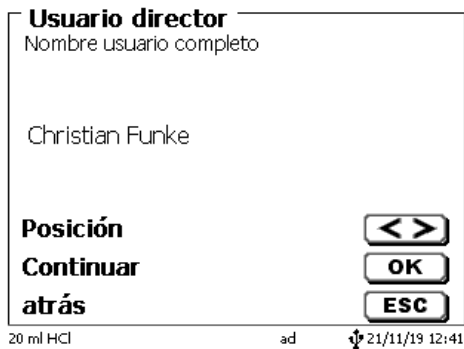 Usuario director
Nombre usuario completo
Christian Funke
Posición < >
Continuar OK
atrás ESC
20 ml HCl ad 21/11/19 12:41